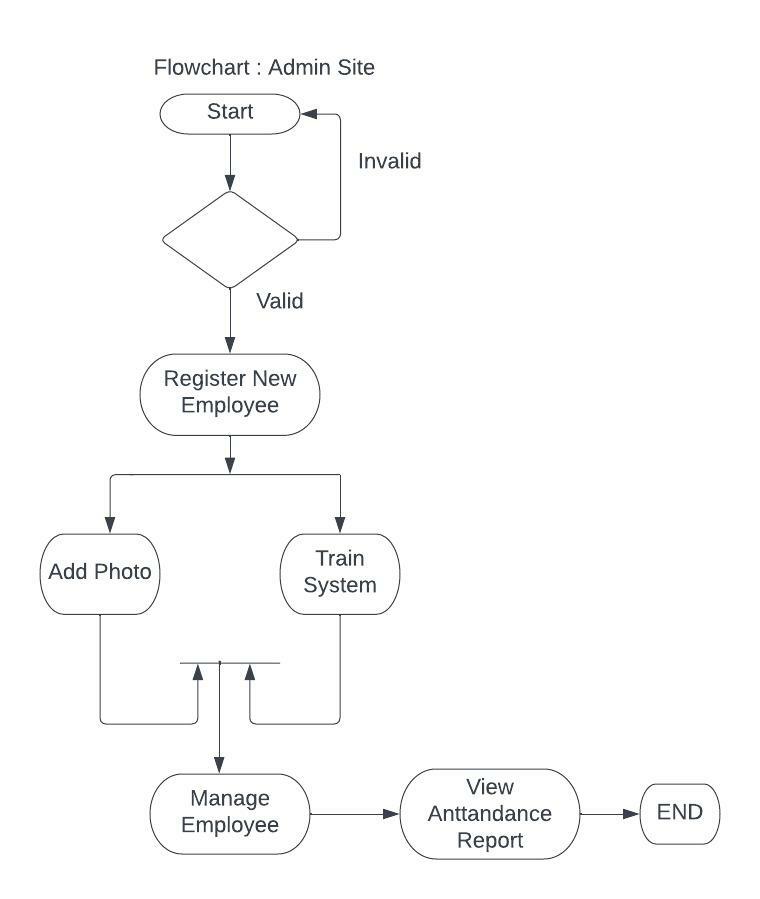 Flowchart : Admin Site
Start
Invalid
Valid
Register New
Employee
Add Photo
Train
System
Manage
Employee
View
Anttandance
Report
END